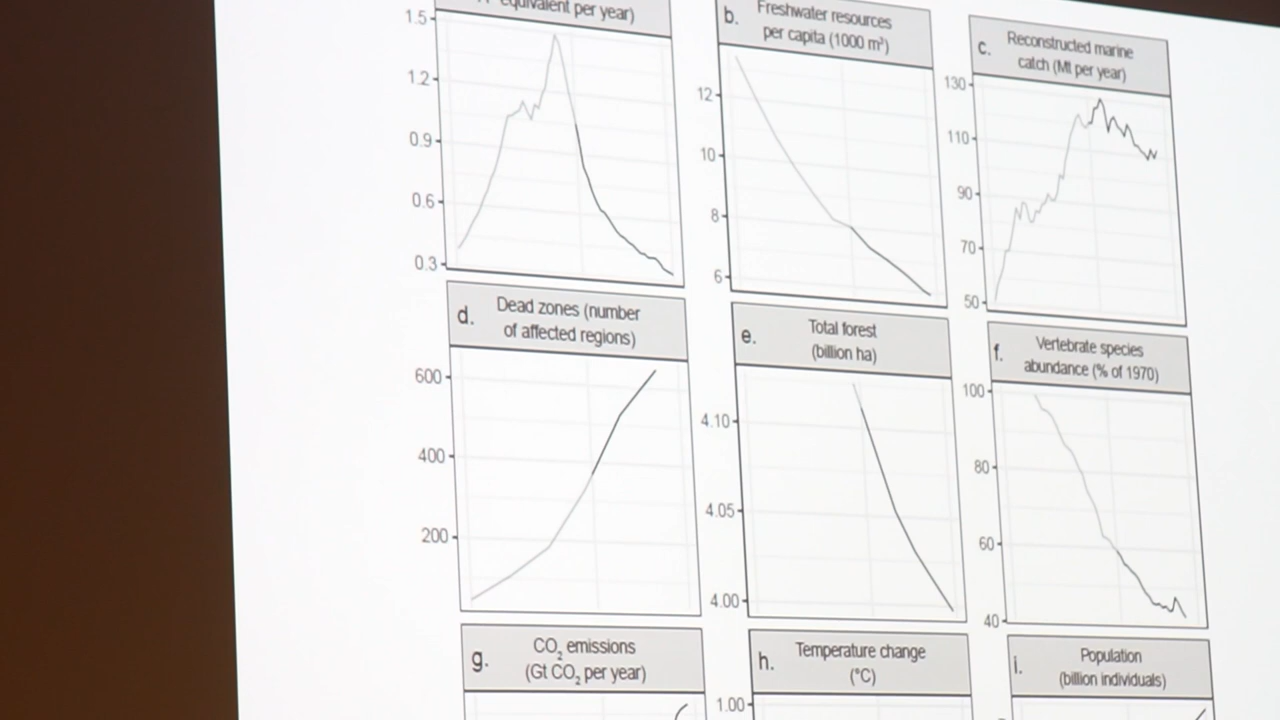 equivalent per year)
1.5
1.2
0.9
0.6
0.3
b. Freshwater resources
per capita (1000 m³)
12
10
8
6
c. Reconstructed marine
catch (Mt per year)
130
110
90
70
50
d. Dead zones (number
of affected regions)
600
400
200
e. Total forest
(billion ha)
4.10
4.05
4.00
f. Vertebrate species
abundance (% of 1970)
100
80
60
40
g. CO₂ emissions
(Gt CO₂ per year)
h. Temperature change
(°C)
1.00
i. Population
(billion individuals)